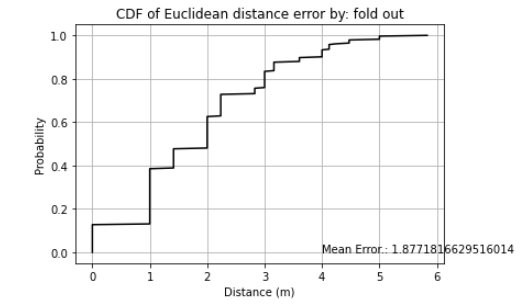 CDF of Euclidean distance error by: fold out
1.0
0.8
0.6
0.4
0.2
0.0
Probability
Mean Error.: 1.8771816629516014
0 1 2 3 4 5 6
Distance (m)